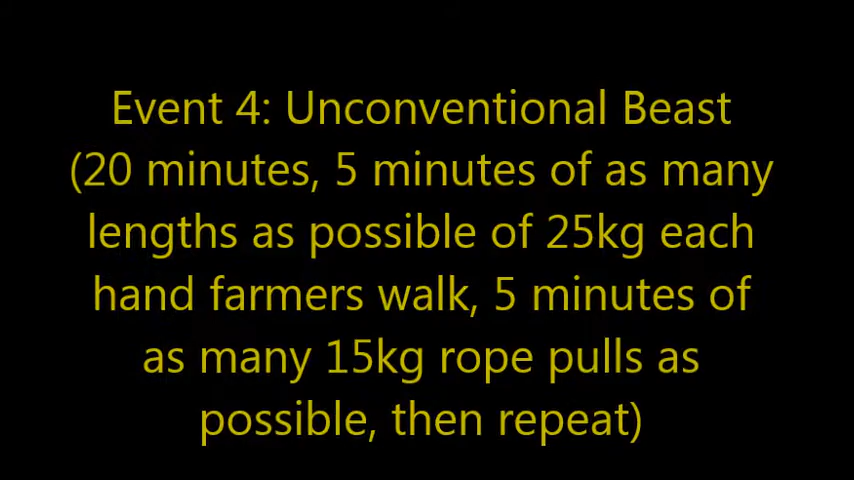 Event 4: Unconventional Beast
(20 minutes, 5 minutes of as many
lengths as possible of 25kg each
hand farmers walk, 5 minutes of
as many 15kg rope pulls as
possible, then repeat)